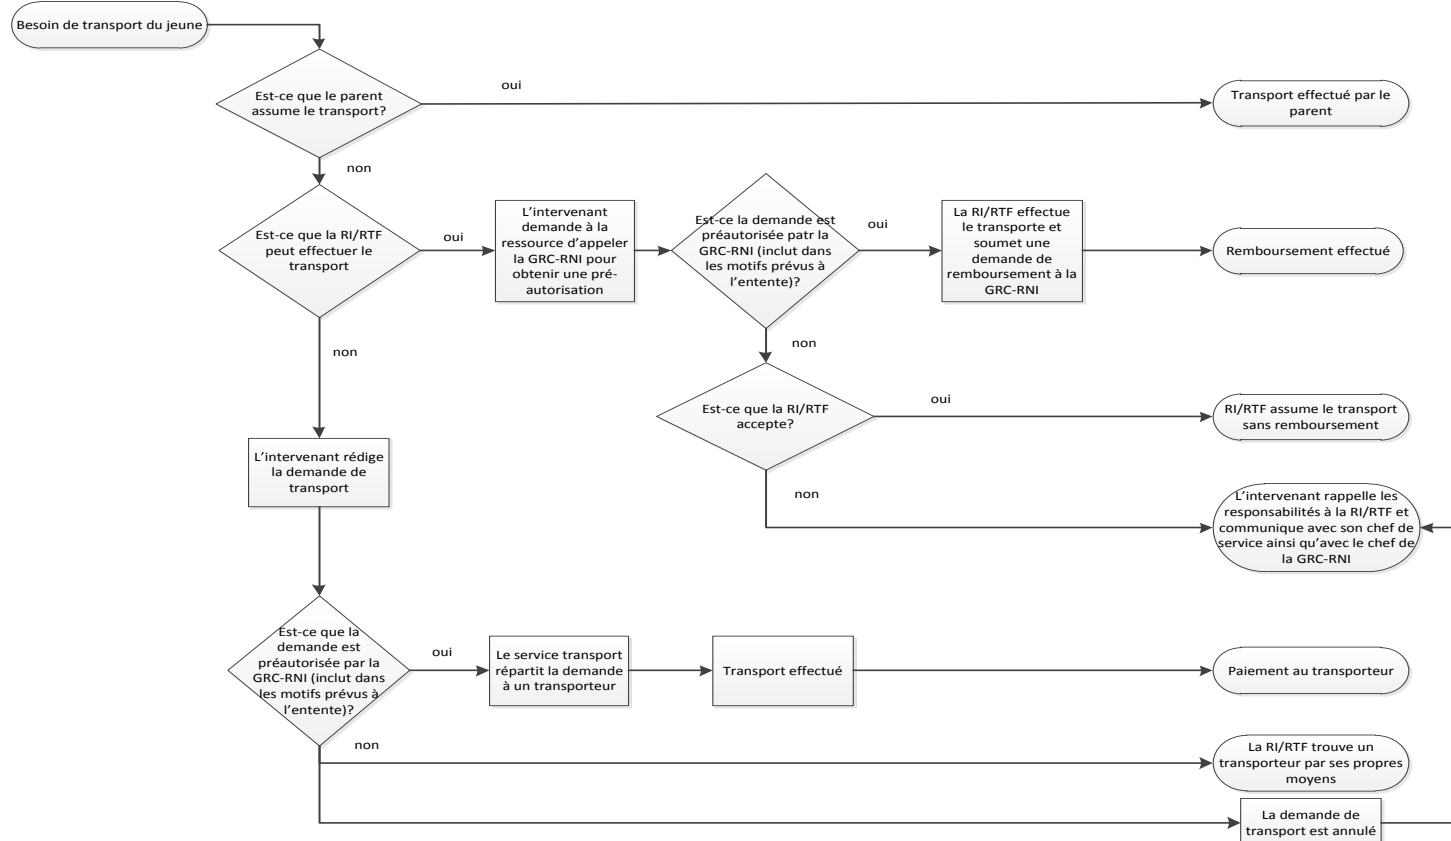 Besoin de transport du jeune
Est-ce que le parent
assume le transport?
oui
Transport effectué par le
parent
non
Est-ce que la RI/RTF
peut effectuer le
transport
oui
L'intervenant
demande à la
ressource d'appeler
la GRC-RNI pour
obtenir une pré-
autorisation
Est-ce la demande est
préautorisée patr la
GRC-RNI (inclut dans
les motifs prévus à
l'entente)?
oui
La RI/RTF effectue
le transporte et
soumet une
demande de
remboursement à la
GRC-RNI
Remboursement effectué
non
non
Est-ce que la RI/RTF
accepte?
oui
RI/RTF assume le transport
sans remboursement
L'intervenant rédige
la demande de
transport
non
L'intervenant rappelle les
responsabilités à la RI/RTF et
communique avec son chef de
service ainsi qu'avec le chef de
la GRC-RNI
Est-ce que la
demande est
préautorisée par la
GRC-RNI (inclut dans
les motifs prévus à
l'entente)?
oui
Le service transport
répartit la demande
à un transporteur
Transport effectué
Paiement au transporteur
non
La RI/RTF trouve un
transporteur par ses propres
moyens
La demande de
transport est annulé